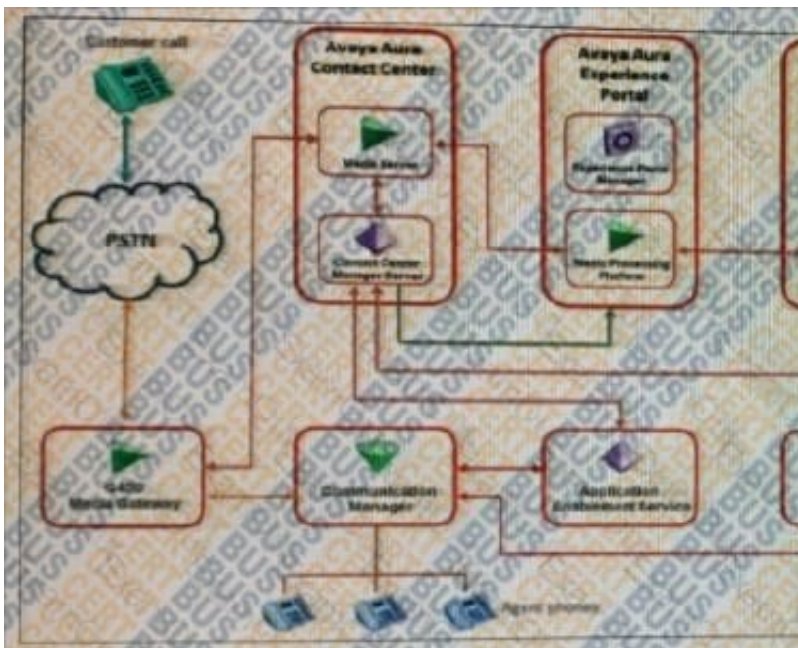 Customer call
Avaya Aura
Contact Center
Avaya Aura
Experience
Portal
Media Server
Experience Portal
Manager
PSTN
Contact Center
Manager Server
Media Processing
Platform
G450
Media Gateway
Communication
Manager
Application
Enablement Service
Agent phones